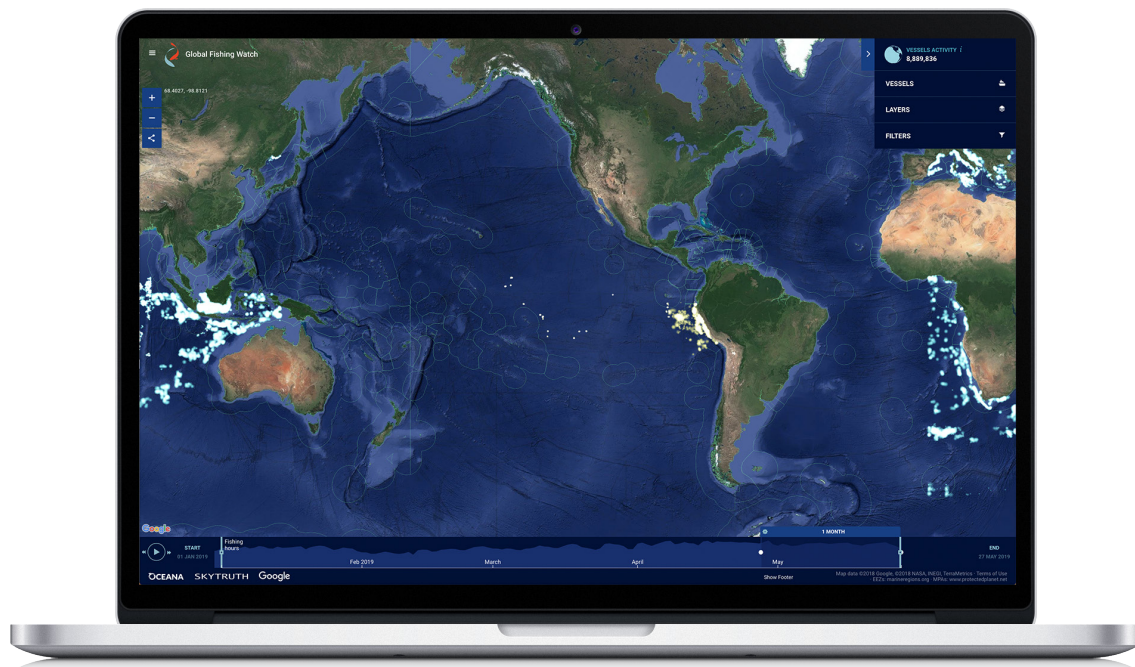 Global Fishing Watch
68.4027, -98.8121
VESSELS ACTIVITY i
8,889,836
VESSELS
LAYERS
FILTERS
Google
1 MONTH
Fishing
hours
START
01 JAN 2019
Feb 2019
March
April
May
END
27 MAY 2019
OCEANA
SKYTRUTH
Google
Show Footer
Map data ©2018 Google, ©2018 NASA, INEGI, TerraMetrics - Terms of Use
EEZs: marineregions.org - MPAs: www.protectedplanet.net